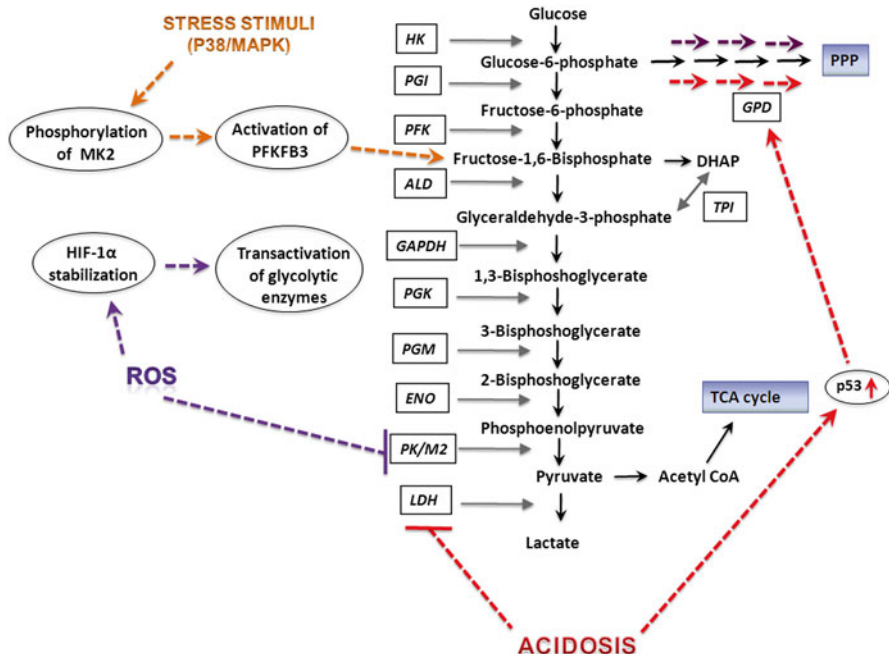 STRESS STIMULI
(P38/MAPK)
Phosphorylation
of MK2
Activation of
PFKFB3
HIF-1α
stabilization
Transactivation
of glycolytic
enzymes
ROS
HK
PGI
PFK
ALD
GAPDH
PGK
PGM
ENO
PK/M2
LDH
Glucose
Glucose-6-phosphate
Fructose-6-phosphate
Fructose-1,6-Bisphosphate
Glyceraldehyde-3-phosphate
1,3-Bisphoshoglycerate
3-Bisphoshoglycerate
2-Bisphoshoglycerate
Phosphoenolpyruvate
Pyruvate
Lactate
PPP
GPD
DHAP
TPI
TCA cycle
p53
Acetyl CoA
ACIDOSIS